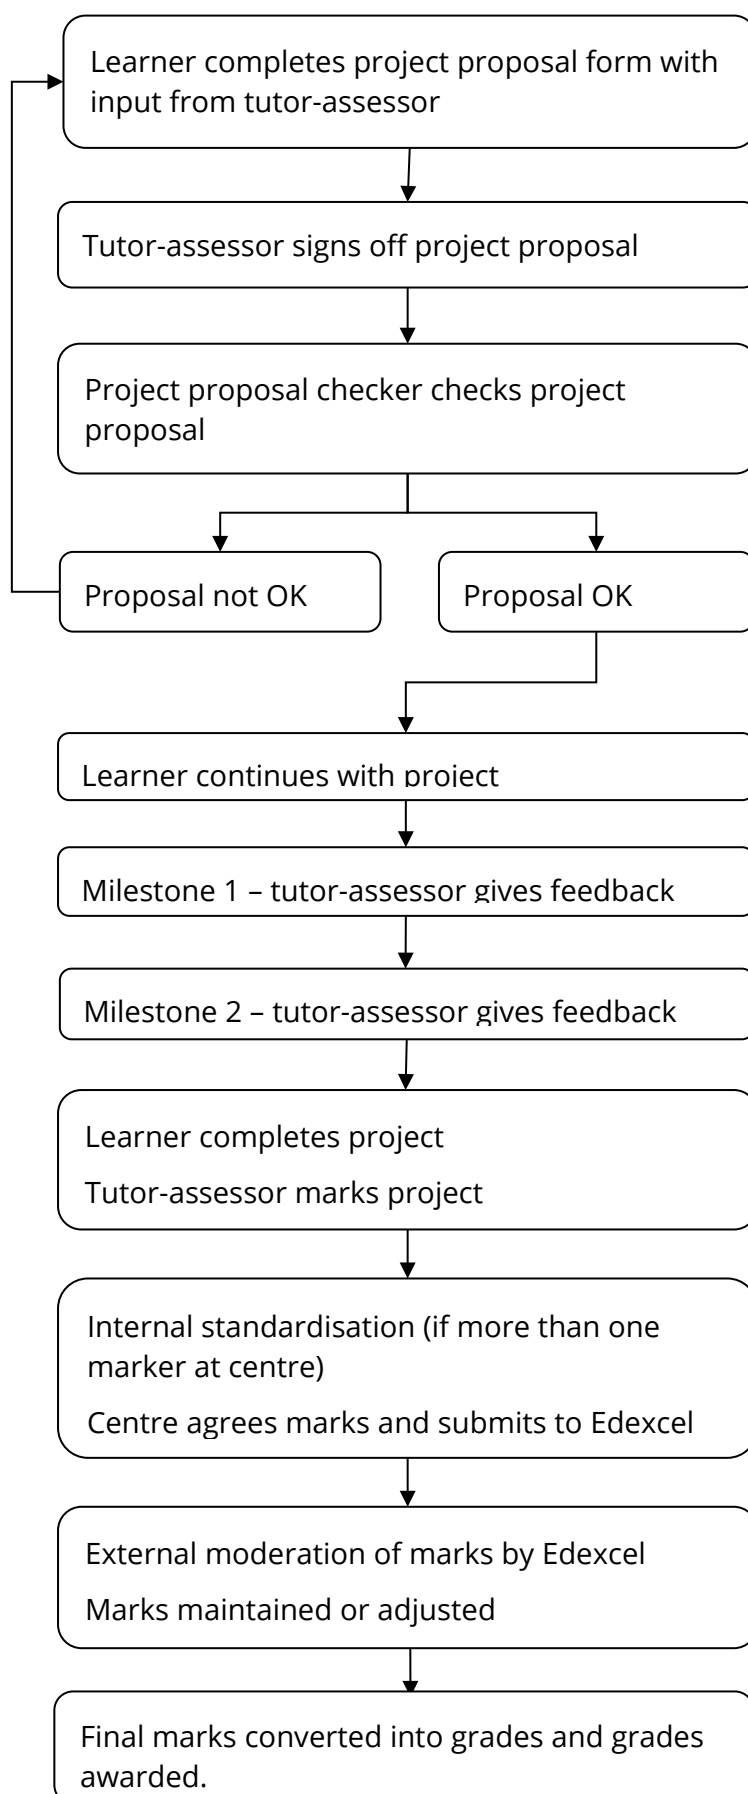 Learner completes project proposal form with
input from tutor-assessor
Tutor-assessor signs off project proposal
Project proposal checker checks project
proposal
Proposal not OK
Proposal OK
Learner continues with project
Milestone 1 – tutor-assessor gives feedback
Milestone 2 – tutor-assessor gives feedback
Learner completes project
Tutor-assessor marks project
Internal standardisation (if more than one
marker at centre)
Centre agrees marks and submits to Edexcel
External moderation of marks by Edexcel
Marks maintained or adjusted
Final marks converted into grades and grades
awarded.